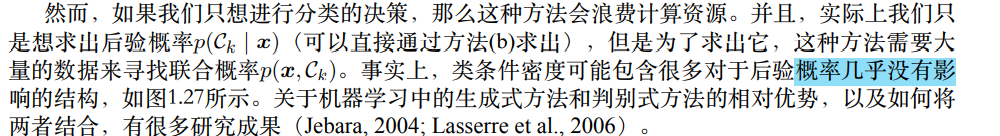 然而，如果我们只想进行分类的决策，那么这种方法会浪费计算资源。并且，实际上我们只
是想求出后验概率p(𝒞k | x)（可以直接通过方法(b)求出），但是为了求出它，这种方法需要大
量的数据来寻找联合概率p(x, 𝒞k)。事实上，类条件密度可能包含很多对于后验概率几乎没有影
响的结构，如图1.27所示。关于机器学习中的生成式方法和判别式方法的相对优势，以及如何将
两者结合，有很多研究成果（Jebara, 2004; Lasserre et al., 2006）。